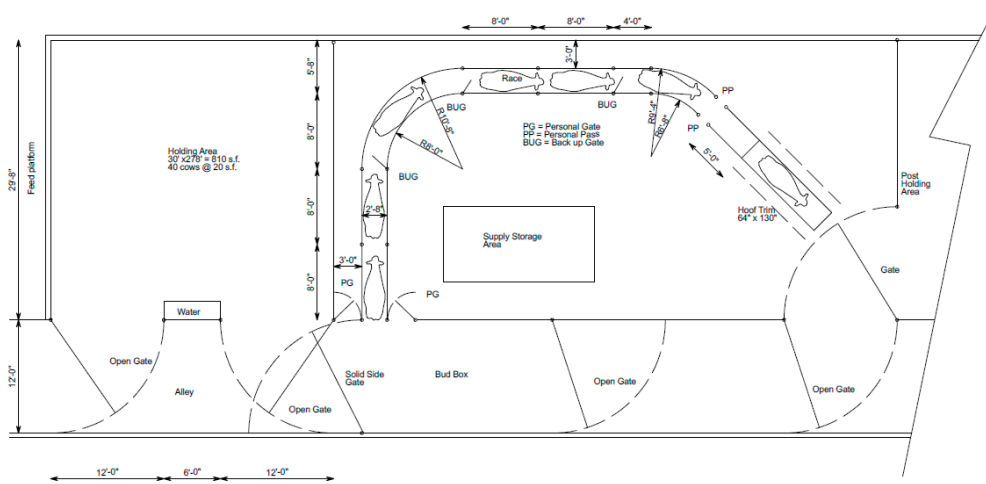 8'-0"
8'-0"
4'-0"
5'-8"
3'-0"
Race
PP
BUG
BUG
R10'-8"
R9'-4"
R6'-8"
8'-0"
PG = Personal Gate
PP = Personal Pass
BUG = Back up Gate
PP
R8'-0"
5'-0"
Holding Area
30' x278' = 810 s.f.
40 cows @ 20 s.f.
BUG
Post
Holding
Area
29'-8"
Feed platform
8'-0"
2'-8"
Hoof Trim
64" x 130"
Supply Storage
Area
3'-0"
8'-0"
PG
PG
Gate
Water
Open Gate
Alley
12'-0"
Solid Side
Gate
Bud Box
Open Gate
Open Gate
Open Gate
12'-0"
6'-0"
12'-0"